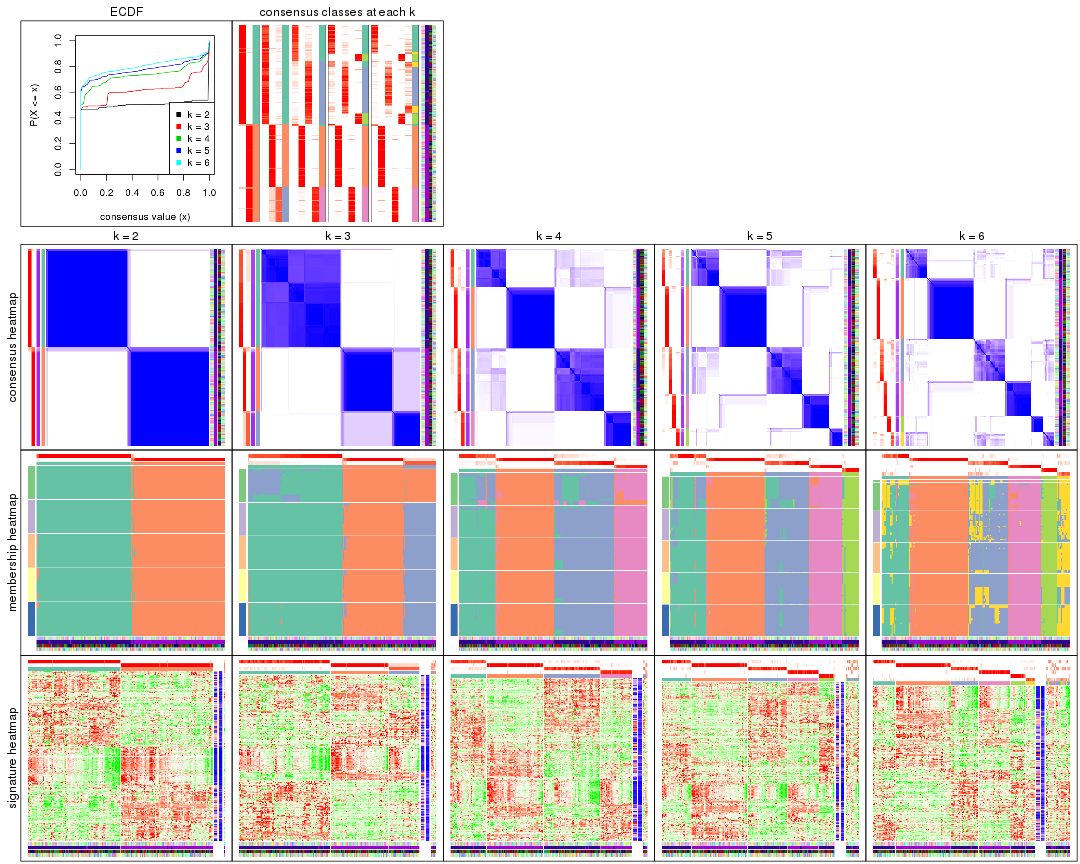 ECDF
consensus classes at each k
P(X <= x)
1.0
0.8
0.6
0.4
0.2
0.0
k = 2
k = 3
k = 4
k = 5
k = 6
0.0 0.2 0.4 0.6 0.8 1.0
consensus value (x)
k = 2
k = 3
k = 4
k = 5
k = 6
consensus heatmap
membership heatmap
signature heatmap